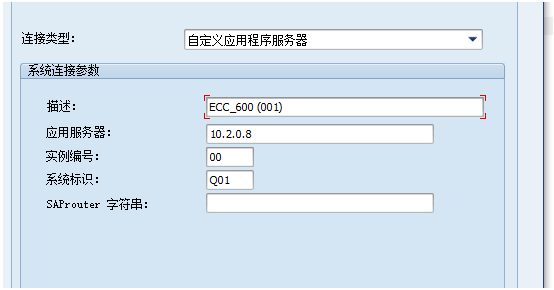 连接类型: 自定义应用程序服务器
系统连接参数
描述: ECC_600 (001)
应用服务器: 10.2.0.8
实例编号: 00
系统标识: Q01
SAProuter 字符串: